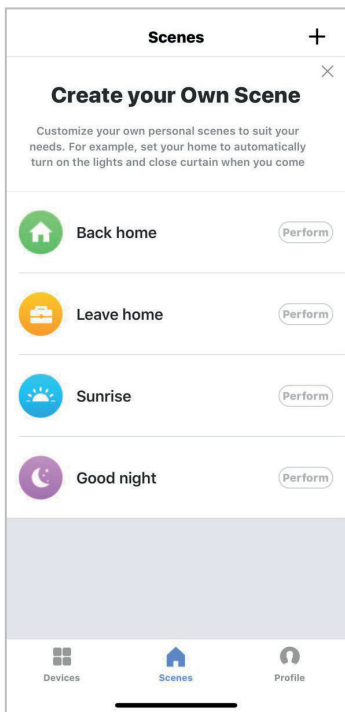 Scenes +
Create your Own Scene
Customize your own personal scenes to suit your
needs. For example, set your home to automatically
turn on the lights and close curtain when you come
Back home Perform
Leave home Perform
Sunrise Perform
Good night Perform
Devices Scenes Profile